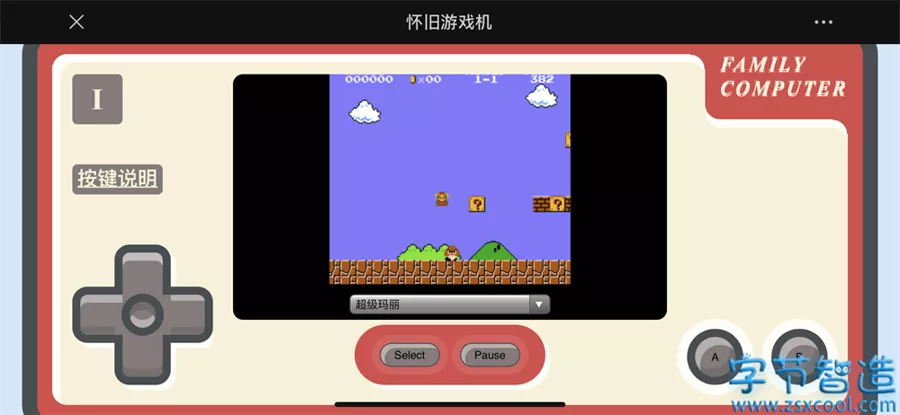 怀旧游戏机
FAMILY
COMPUTER
I
按键说明
000000 ×00 1-1 382
?
?
超级玛丽
Select
Pause
A
字节智造
www.zsxcool.com